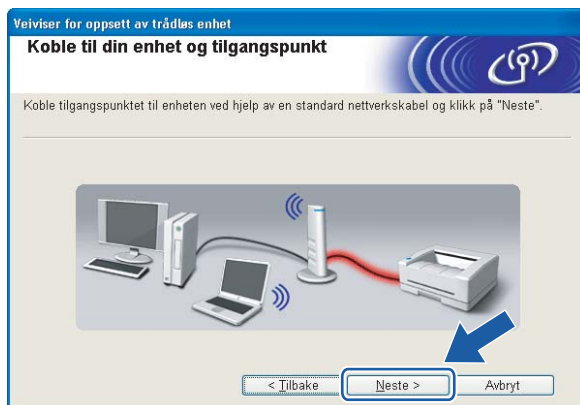 Veiviser for oppsett av trådløs enhet
Koble til din enhet og tilgangspunkt
Koble tilgangspunktet til enheten ved hjelp av en standard nettverkskabel og klikk på "Neste".
< Tilbake
Neste >
Avbryt